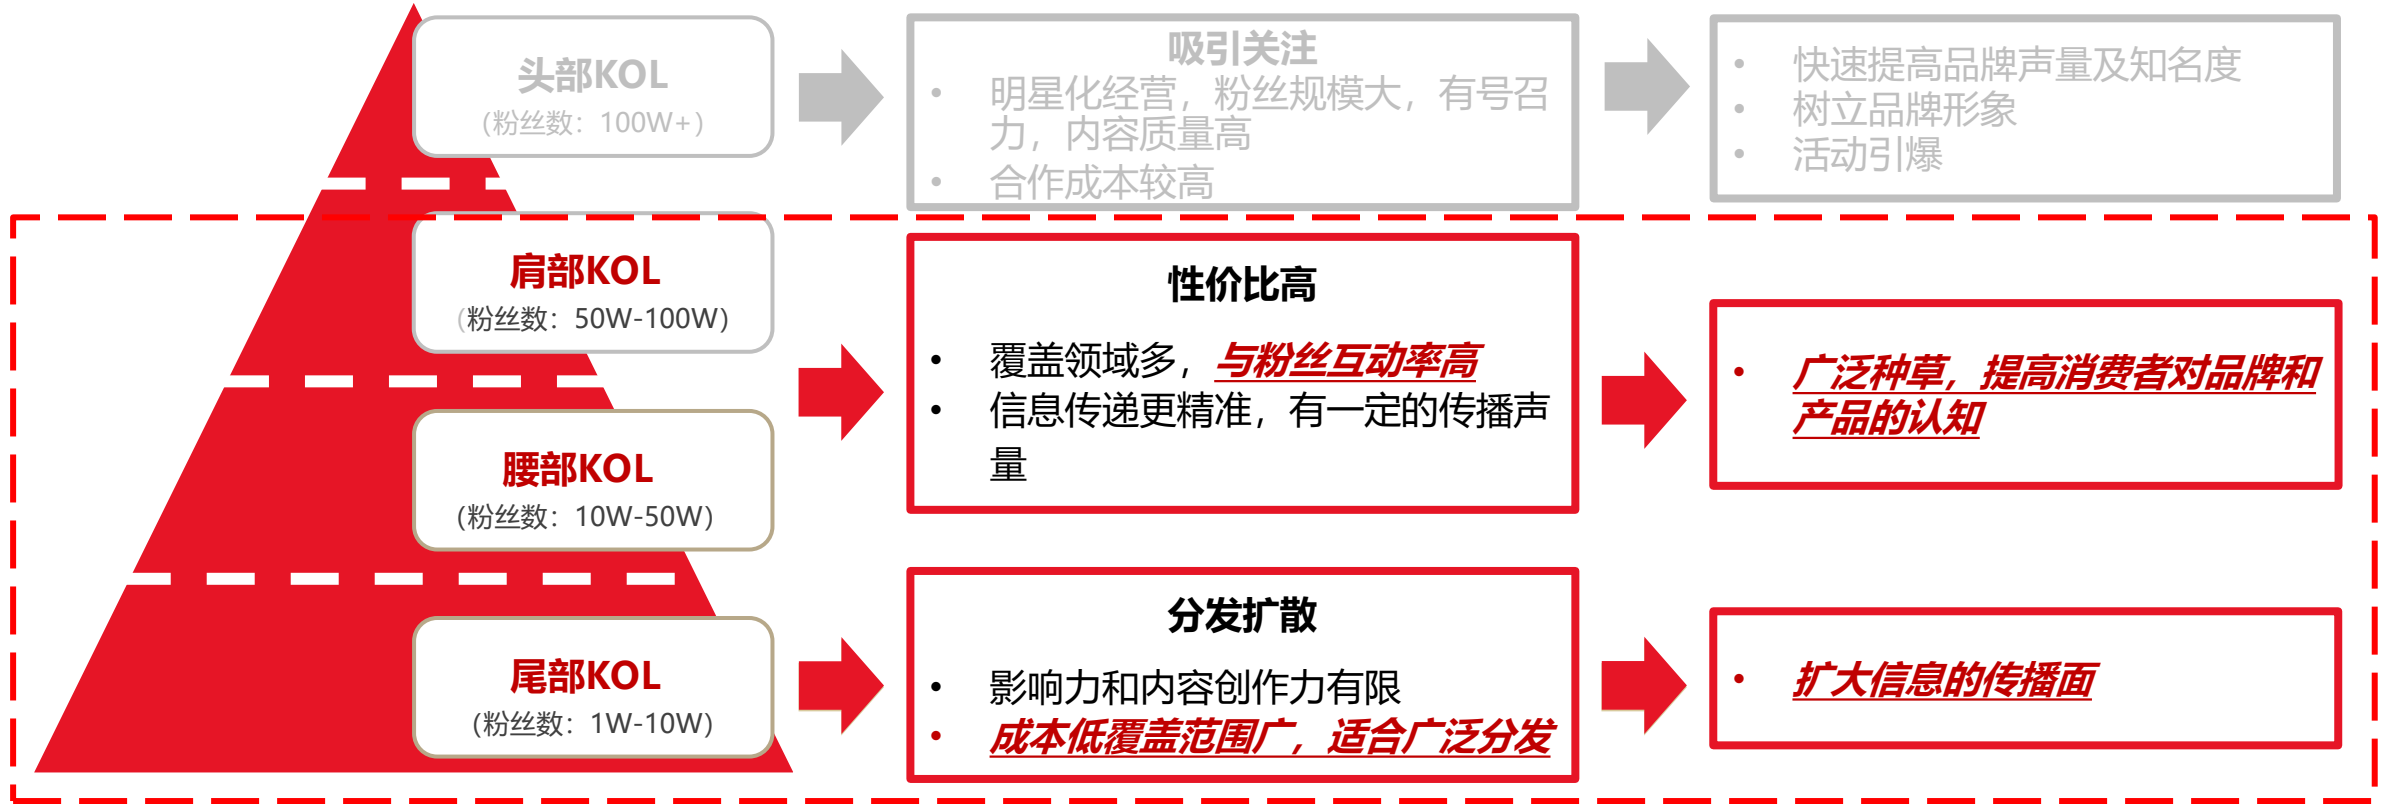 头部KOL
(粉丝数：100W+)
吸引关注
• 明星化经营，粉丝规模大，有号召
力，内容质量高
• 合作成本较高
• 快速提高品牌声量及知名度
• 树立品牌形象
• 活动引爆
肩部KOL
(粉丝数：50W-100W)
腰部KOL
(粉丝数：10W-50W)
性价比高
• 覆盖领域多，与粉丝互动率高
• 信息传递更精准，有一定的传播声
量
• 广泛种草，提高消费者对品牌和
产品的认知
尾部KOL
(粉丝数：1W-10W)
分发扩散
• 影响力和内容创作力有限
• 成本低覆盖范围广，适合广泛分发
• 扩大信息的传播面